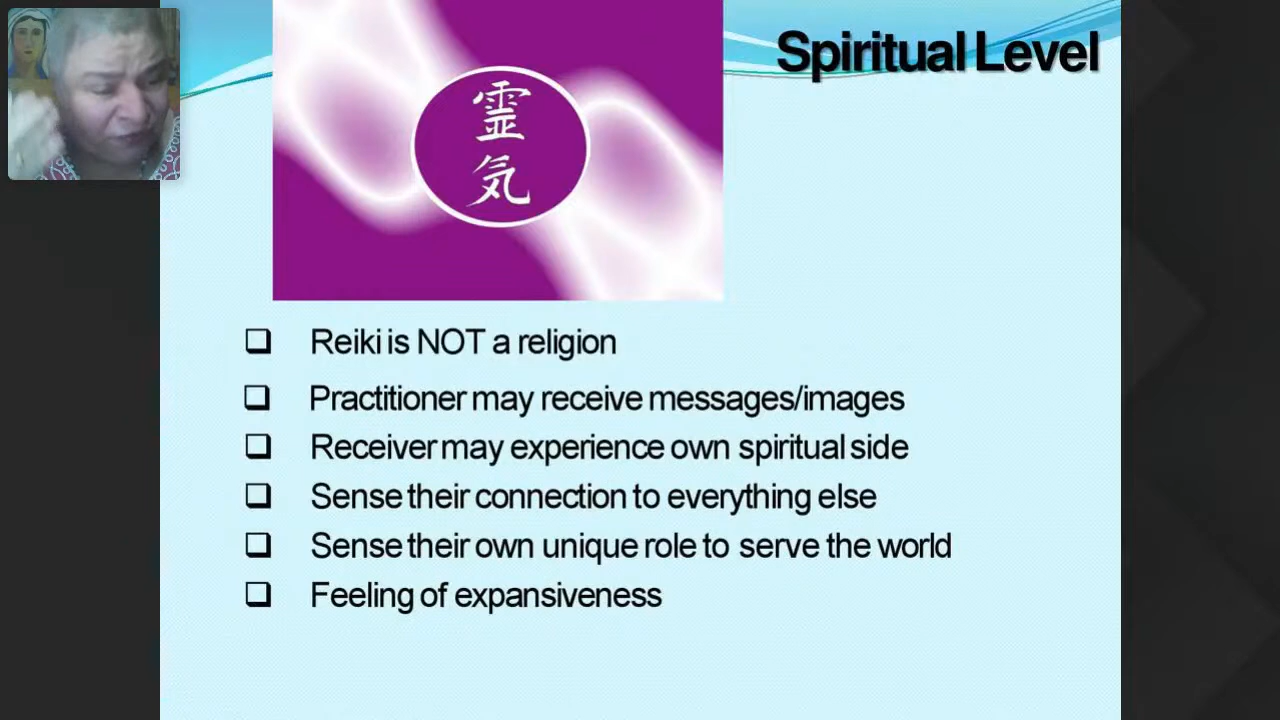 Spiritual Level
霊
気
Reiki is NOT a religion
Practitioner may receive messages/images
Receiver may experience own spiritual side
Sense their connection to everything else
Sense their own unique role to serve the world
Feeling of expansiveness